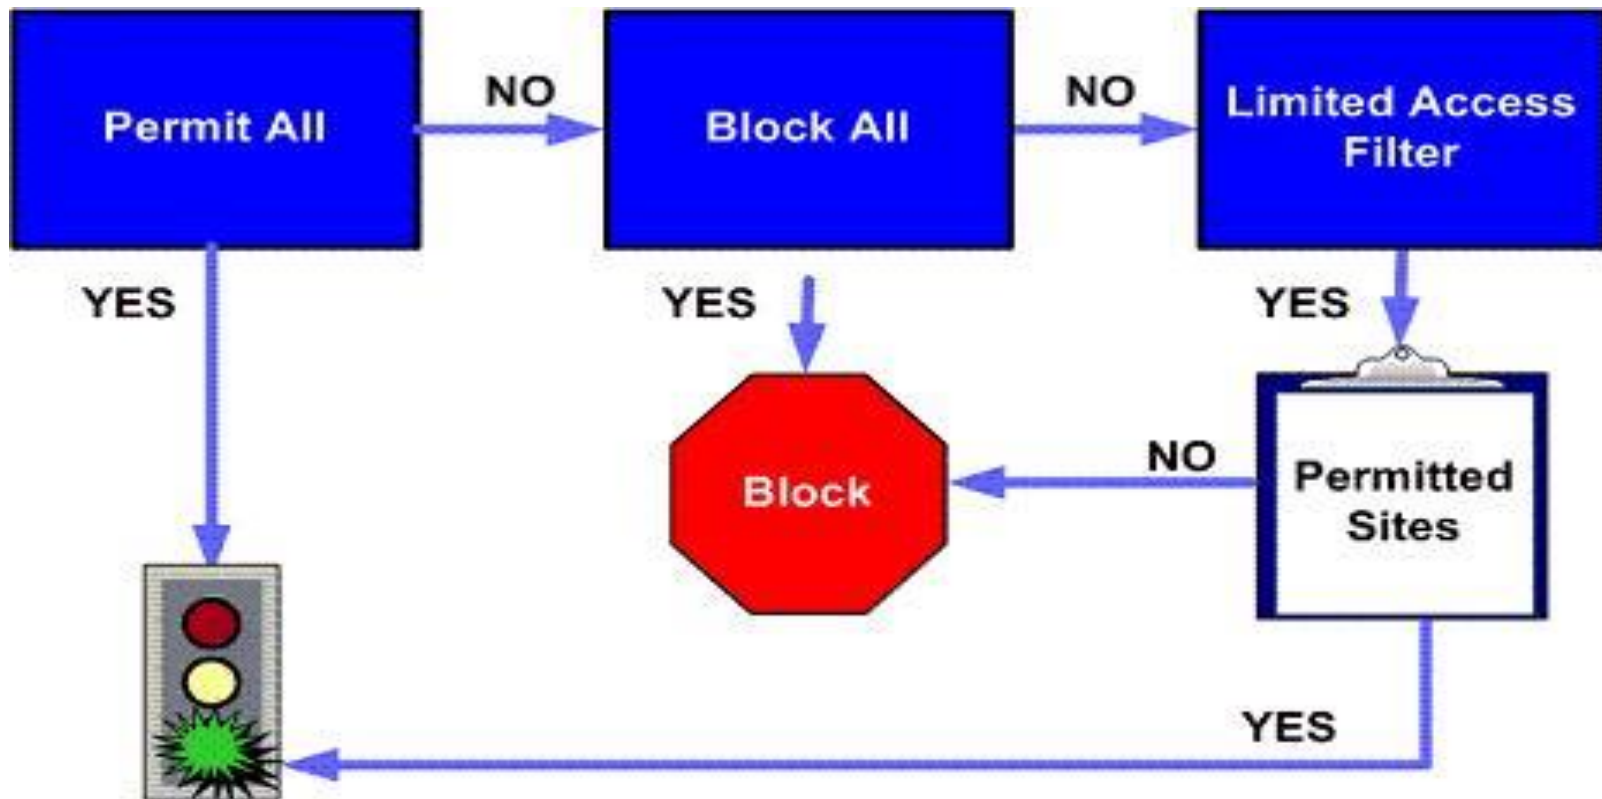 Permit All
NO
Block All
NO
Limited Access
Filter
YES
YES
YES
Block
NO
Permitted
Sites
YES